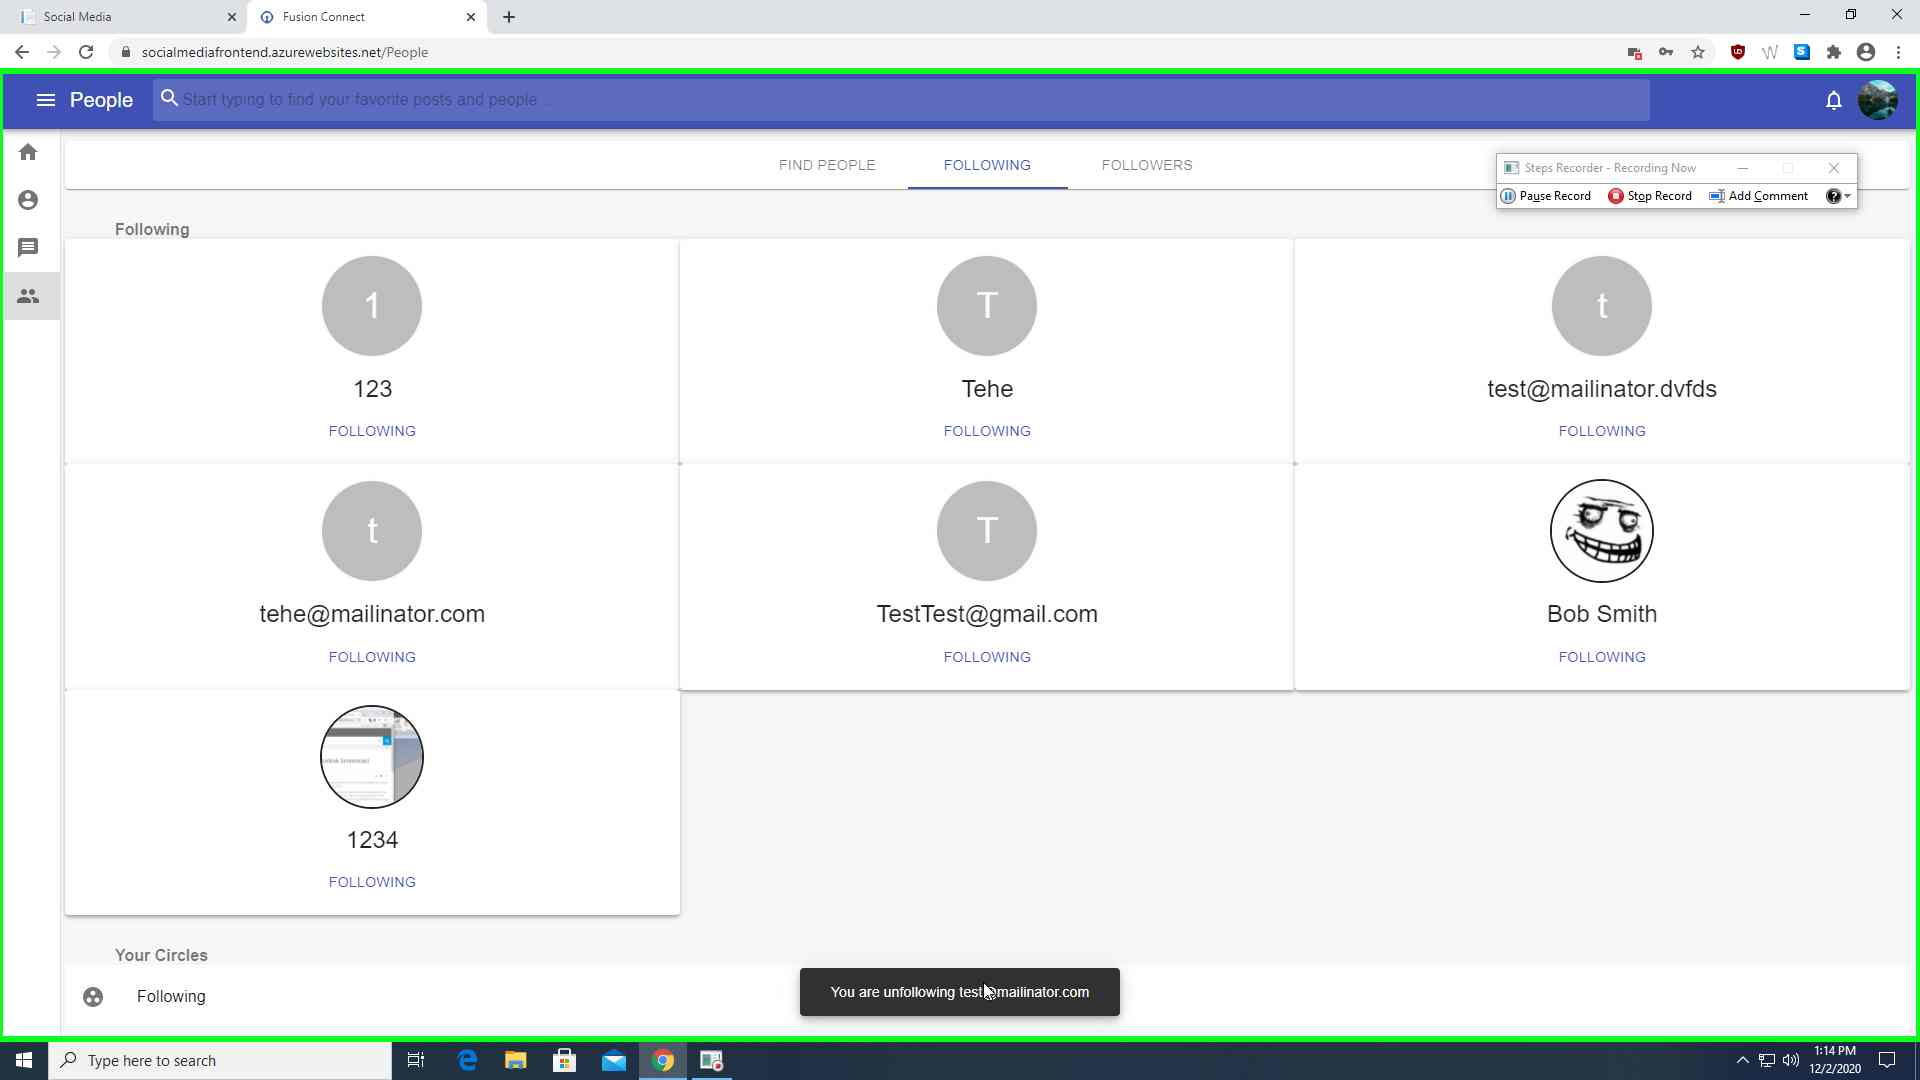 Social Media
Fusion Connect
socialmediafrontend.azurewebsites.net/People
People
Start typing to find your favorite posts and people ...
FIND PEOPLE
FOLLOWING
FOLLOWERS
Steps Recorder - Recording Now
Pause Record
Stop Record
Add Comment
Following
1
123
FOLLOWING
T
Tehe
FOLLOWING
t
test@mailinator.dvfds
FOLLOWING
t
tehe@mailinator.com
FOLLOWING
T
TestTest@gmail.com
FOLLOWING
Bob Smith
FOLLOWING
1234
FOLLOWING
Your Circles
Following
You are unfollowing test@mailinator.com
Type here to search
1:14 PM
12/2/2020